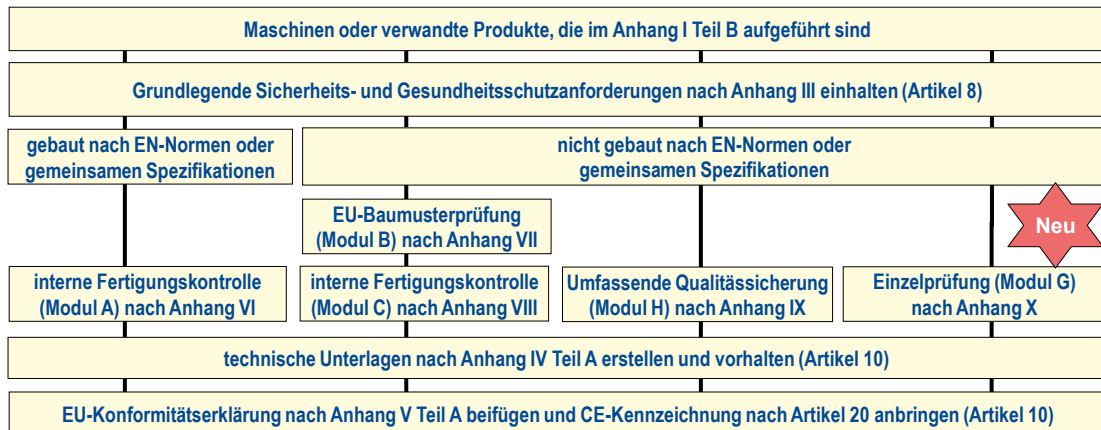 Maschinen oder verwandte Produkte, die im Anhang I Teil B aufgeführt sind
Grundlegende Sicherheits- und Gesundheitsschutzanforderungen nach Anhang III einhalten (Artikel 8)
gebaut nach EN-Normen oder
gemeinsamen Spezifikationen
nicht gebaut nach EN-Normen oder
gemeinsamen Spezifikationen
EU-Baumusterprüfung
(Modul B) nach Anhang VII
Neu
interne Fertigungskontrolle
(Modul A) nach Anhang VI
interne Fertigungskontrolle
(Modul C) nach Anhang VIII
Umfassende Qualitässicherung
(Modul H) nach Anhang IX
Einzelprüfung (Modul G)
nach Anhang X
technische Unterlagen nach Anhang IV Teil A erstellen und vorhalten (Artikel 10)
EU-Konformitätserklärung nach Anhang V Teil A beifügen und CE-Kennzeichnung nach Artikel 20 anbringen (Artikel 10)